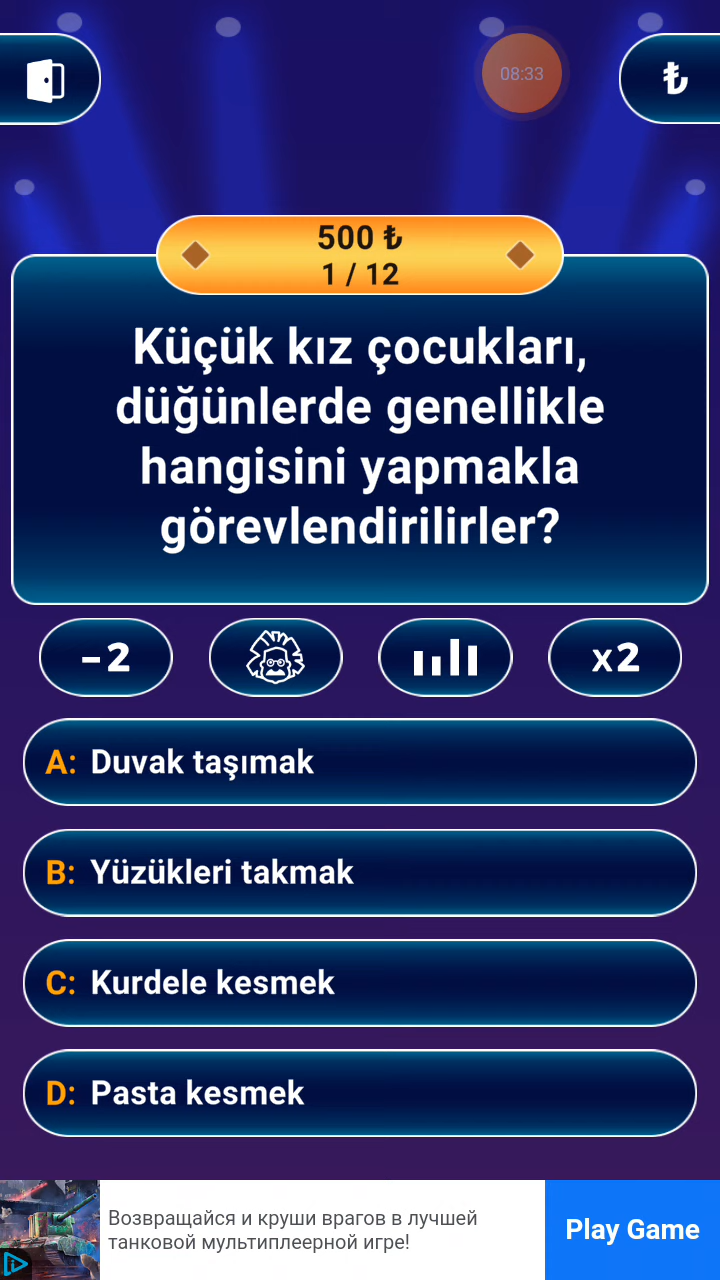 08:33
₺
500 ₺
1 / 12
Küçük kız çocukları,
düğünlerde genellikle
hangisini yapmakla
görevlendirilirler?
-2
x2
A: Duvak taşımak
B: Yüzükleri takmak
C: Kurdele kesmek
D: Pasta kesmek
Возвращайся и круши врагов в лучшей
танковой мультиплеерной игре!
Play Game